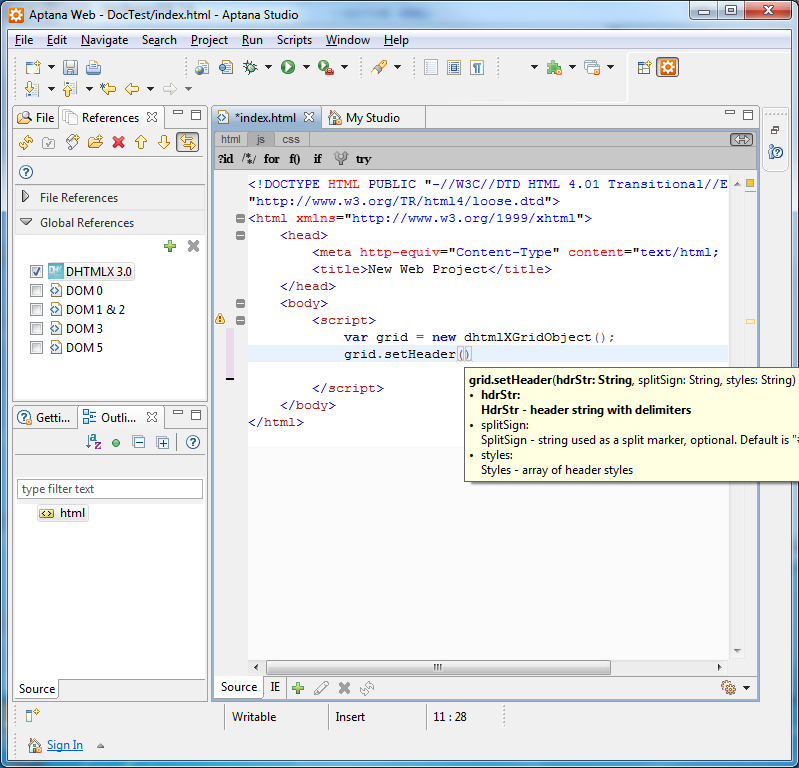 Aptana Web - DocTest/index.html - Aptana Studio
File Edit Navigate Search Project Run Scripts Window Help
File References
*index.html My Studio
html js css
?id /*/ for f() if try
File References
Global References
DHTMLX 3.0
DOM 0
DOM 1 & 2
DOM 3
DOM 5
<!DOCTYPE HTML PUBLIC "-//W3C//DTD HTML 4.01 Transitional//E
"http://www.w3.org/TR/html4/loose.dtd">
<html xmlns="http://www.w3.org/1999/xhtml">
<head>
<meta http-equiv="Content-Type" content="text/html;
<title>New Web Project</title>
</head>
<body>
<script>
var grid = new dhtmlXGridObject();
grid.setHeader()
</script>
</body>
</html>
grid.setHeader(hdrStr: String, splitSign: String, styles: String)
• hdrStr:
HdrStr - header string with delimiters
• splitSign:
SplitSign - string used as a split marker, optional. Default is "#
• styles:
Styles - array of header styles
Getti... Outli...
type filter text
html
Source
Source IE
Writable Insert 11 : 28
Sign In